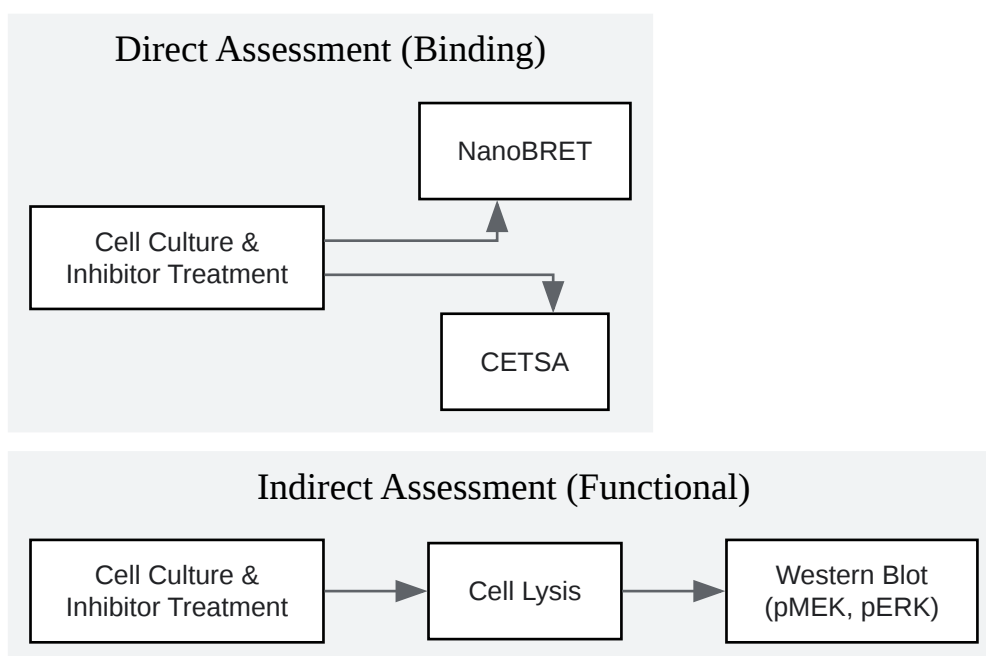 Direct Assessment (Binding)
NanoBRET
Cell Culture &
Inhibitor Treatment
CETSA
Indirect Assessment (Functional)
Cell Culture &
Inhibitor Treatment
Cell Lysis
Western Blot
(pMEK, pERK)